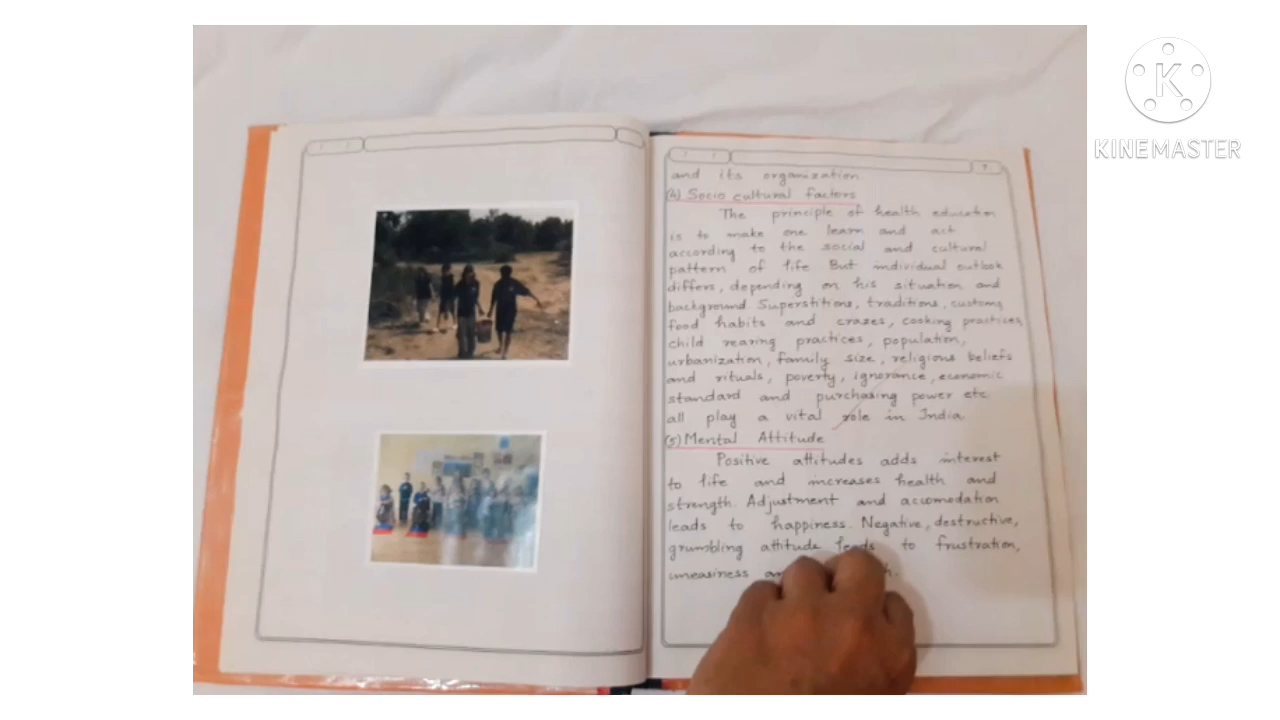 and its organization.
(4) Socio cultural factors
The principle of health education
is to make one learn and act
according to the social and cultural
pattern of life But individual outlook
differs, depending on his situation and
background. Superstitions, traditions, customs,
food habits and crazes, cooking practices,
child rearing practices, population,
urbanization, family size, religious beliefs
and rituals, poverty, ignorance, economic
standard and purchasing power etc
all play a vital role in India.
(5) Mental Attitude
Positive attitudes adds interest
to life and increases health and
strength. Adjustment and accomodation
leads to happiness. Negative, destructive,
grumbling attitude leads to frustration,
uneasiness
7
K
KINEMASTER